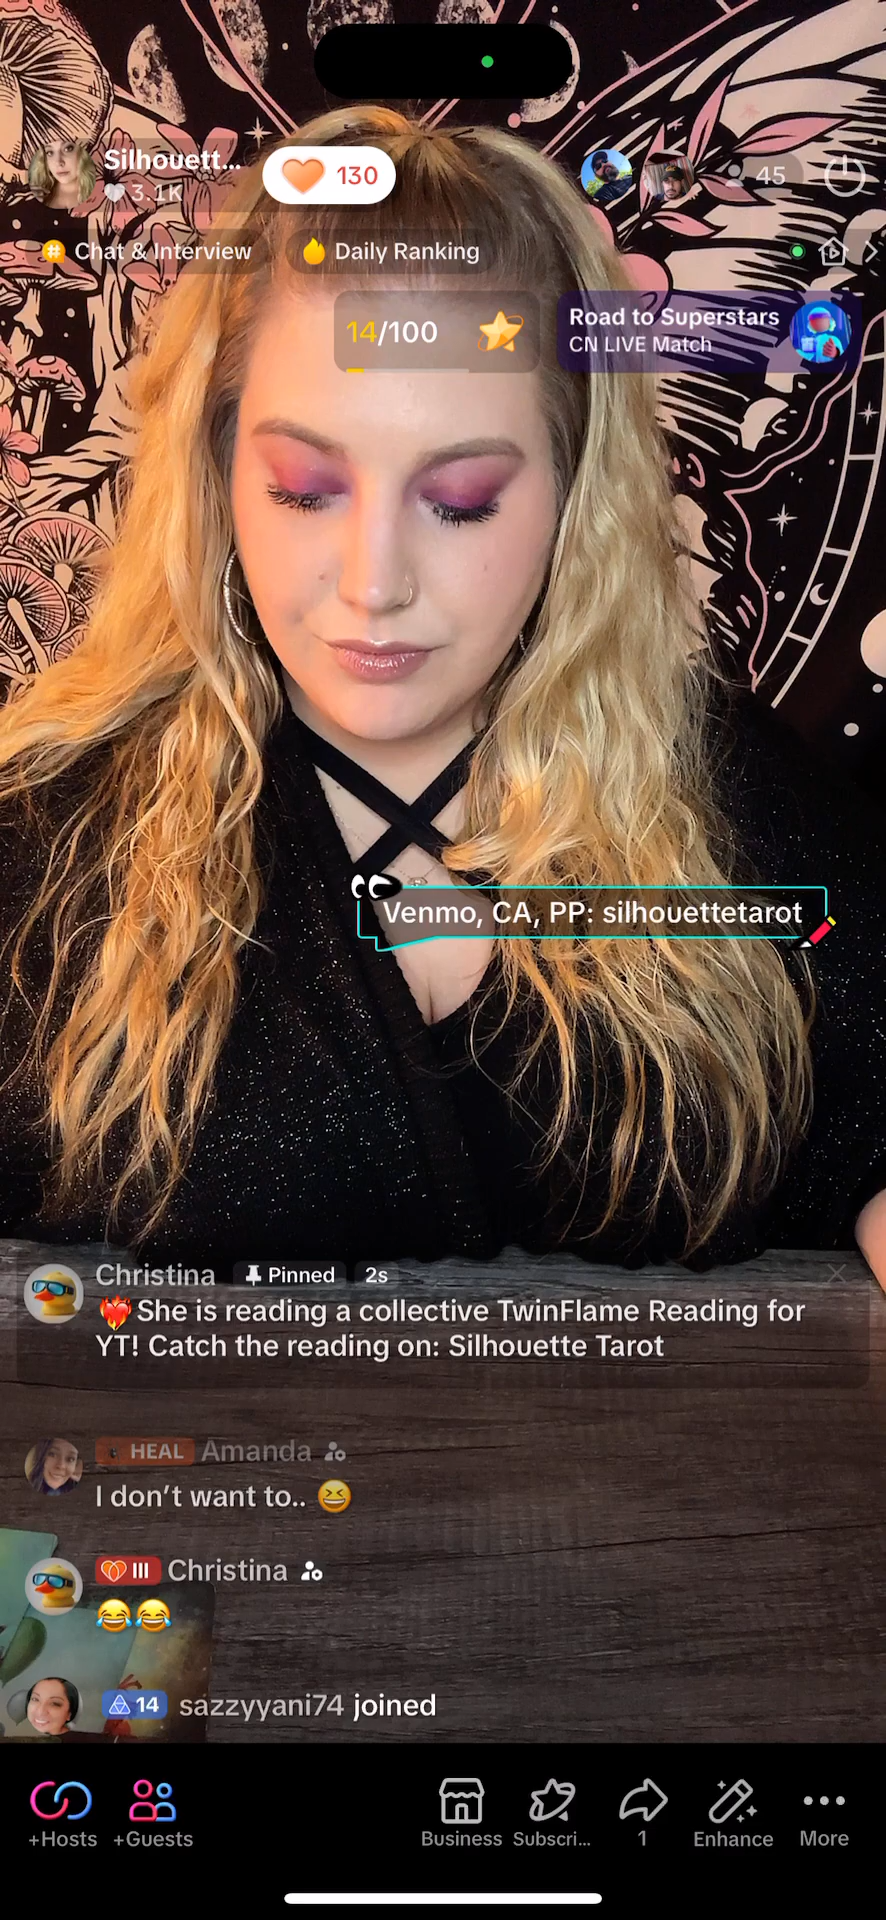 Silhouett...
3.1K
130
45
Chat & Interview
Daily Ranking
14/100
Road to Superstars
CN LIVE Match
Venmo, CA, PP: silhouettetarot
Christina Pinned 2s
❤️‍🔥She is reading a collective TwinFlame Reading for
YT! Catch the reading on: Silhouette Tarot
HEAL Amanda
I don’t want to.. 😆
III Christina
😂😂
14 sazzyyani74 joined
+Hosts
+Guests
Business
Subscri...
1
Enhance
More